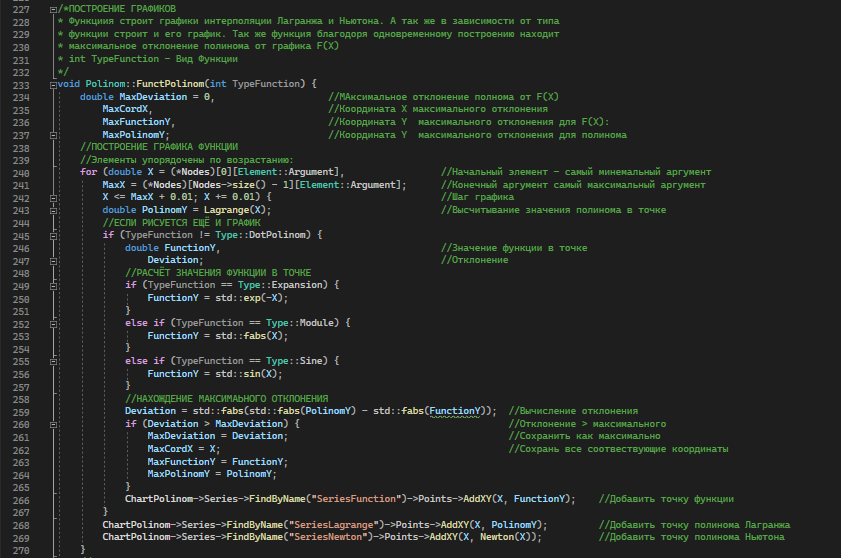 227 /*ПОСТРОЕНИЕ ГРАФИКОВ
228 * Функциия строит графики интерполяции Лагранжа и Ньютона. А так же в зависимости от типа
229 * функции строит и его график. Так же функция благодоря одновременному построению находит
230 * максимальное отклонение полинома от графика F(X)
231 * int TypeFunction - Вид Функции
232 */
233 void Polinom::FunctPolinom(int TypeFunction) {
234 double MaxDeviation = 0, //МАксимальное отклонение полнома от F(X)
235 MaxCordX, //Координата X максимального отклонения
236 MaxFunctionY, //Координата Y максимального отклонения для F(X):
237 MaxPolinomY; //Координата Y максимального отклонения для полинома
238 //ПОСТРОЕНИЕ ГРАФИКА ФУНКЦИИ
239 //Элементы упорядочены по возрастанию:
240 for (double X = (*Nodes)[0][Element::Argument], //Начальный элемент - самый минемальный аргумент
241 MaxX = (*Nodes)[Nodes->size() - 1][Element::Argument]; //Конечный аргумент самый максимальный аргумент
242 X <= MaxX + 0.01; X += 0.01) { //Шаг графика
243 double PolinomY = Lagrange(X); //Высчитывание значения полинома в точке
244 //ЕСЛИ РИСУЕТСЯ ЕЩЁ И ГРАФИК
245 if (TypeFunction != Type::DotPolinom) {
246 double FunctionY, //Значение функции в точке
247 Deviation; //Отклонение
248 //РАСЧЁТ ЗНАЧЕНИЯ ФУНКЦИИ В ТОЧКЕ
249 if (TypeFunction == Type::Expansion) {
250 FunctionY = std::exp(-X);
251 }
252 else if (TypeFunction == Type::Module) {
253 FunctionY = std::fabs(X);
254 }
255 else if (TypeFunction == Type::Sine) {
256 FunctionY = std::sin(X);
257 }
258 //НАХОЖДЕНИЕ МАКСИМАЬНОГО ОТКЛОНЕНИЯ
259 Deviation = std::fabs(std::fabs(PolinomY) - std::fabs(FunctionY)); //Вычисление отклонения
260 if (Deviation > MaxDeviation) { //Отклонение > максимального
261 MaxDeviation = Deviation; //Сохранить как максимально
262 MaxCordX = X; //Сохрань все соотвествующие координаты
263 MaxFunctionY = FunctionY;
264 MaxPolinomY = PolinomY;
265 }
266 ChartPolinom->Series->FindByName("SeriesFunction")->Points->AddXY(X, FunctionY); //Добавить точку функции
267 }
268 ChartPolinom->Series->FindByName("SeriesLagrange")->Points->AddXY(X, PolinomY); //Добавить точку полинома Лагранжа
269 ChartPolinom->Series->FindByName("SeriesNewton")->Points->AddXY(X, Newton(X)); //Добавить точку полинома Ньютона
270 }